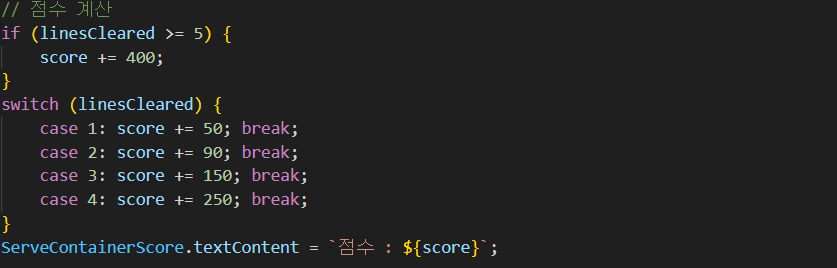 // 점수 계산
if (linesCleared >= 5) {
    score += 400;
}
switch (linesCleared) {
    case 1: score += 50; break;
    case 2: score += 90; break;
    case 3: score += 150; break;
    case 4: score += 250; break;
}
ServeContainerScore.textContent = `점수 : ${score}`;